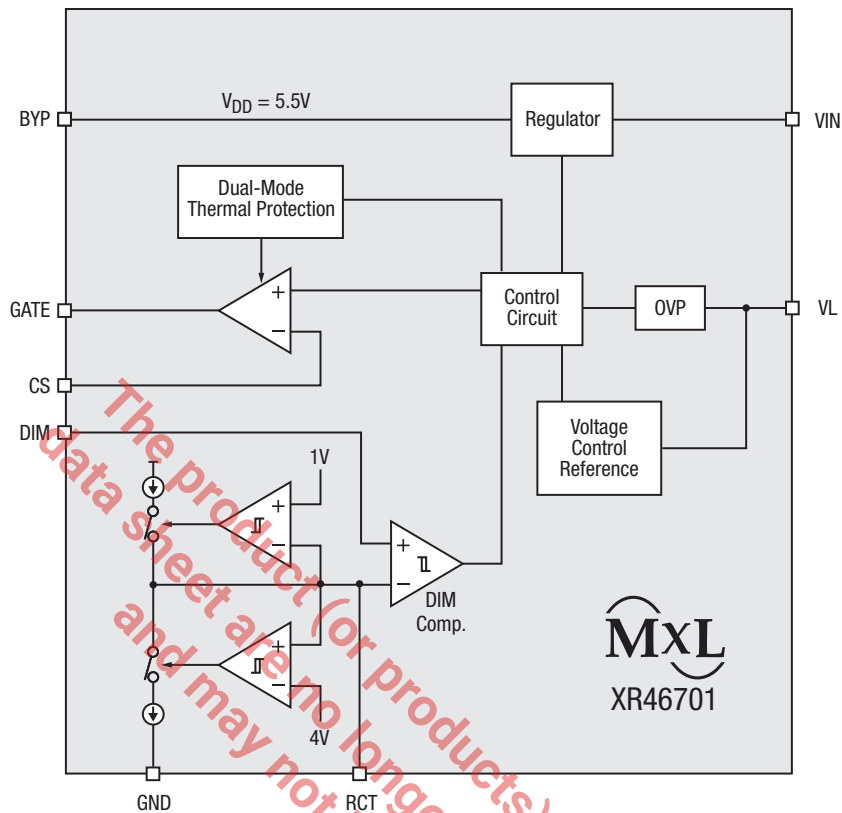 V_DD = 5.5V
BYP
Regulator
VIN
Dual-Mode
Thermal Protection
+
−
GATE
Control
Circuit
OVP
VL
CS
DIM
Voltage
Control
Reference
1V
+
−
+
−
DIM
Comp.
+
−
4V
MxL
XR46701
GND
RCT
The product (or products)
data sheet are no longe
and may not